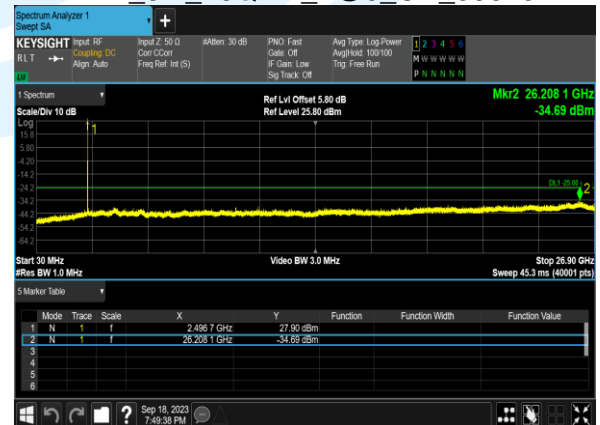 Spectrum Analyzer 1
Swept SA
KEYSIGHT Input: RF Input Z: 50 Ω #Atten: 30 dB PNO: Fast Avg Type: Log-Power 1 2 3 4 5 6
RLT Coupling: DC Corr CCorr Gate: Off Avg|Hold: 100/100 M W W W W W
Align: Auto Freq Ref: Int (S) IF Gain: Low Trig: Free Run P N N N N N
Sig Track: Off
LXI
1 Spectrum Ref Lvl Offset 5.80 dB Mkr2 26.208 1 GHz
Scale/Div 10 dB Ref Level 25.80 dBm -34.69 dBm
Log
1
15.8
5.80
-4.20
-14.2
-24.2 DL1 -25.00 2
-34.2
-44.2
-54.2
-64.2
Start 30 MHz Video BW 3.0 MHz Stop 26.90 GHz
#Res BW 1.0 MHz Sweep 45.3 ms (40001 pts)
5 Marker Table
Mode Trace Scale X Y Function Function Width Function Value
1 N 1 f 2.496 7 GHz 27.90 dBm
2 N 1 f 26.208 1 GHz -34.69 dBm
3
4
5
6
? Sep 18, 2023
7:49:38 PM